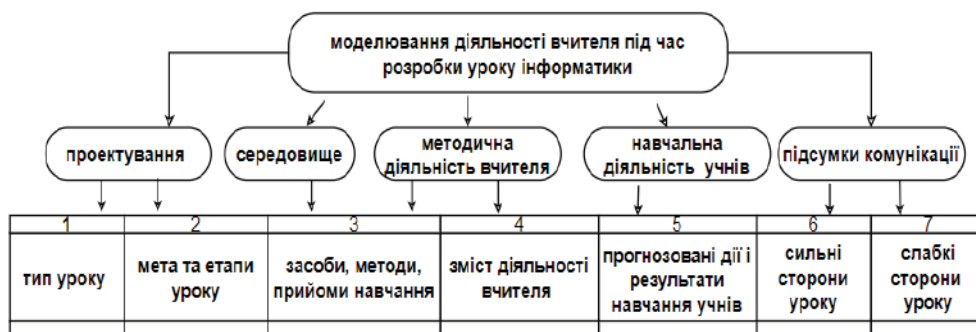 моделювання діяльності вчителя під час
розробки уроку інформатики
проектування
середовище
методична
діяльність вчителя
навчальна
діяльність учнів
підсумки комунікації
1
2
3
4
5
6
7
тип уроку
мета та етапи
уроку
засоби, методи,
прийоми навчання
зміст діяльності
вчителя
прогнозовані дії і
результати
навчання учнів
сильні
сторони
уроку
слабкі
сторони
уроку